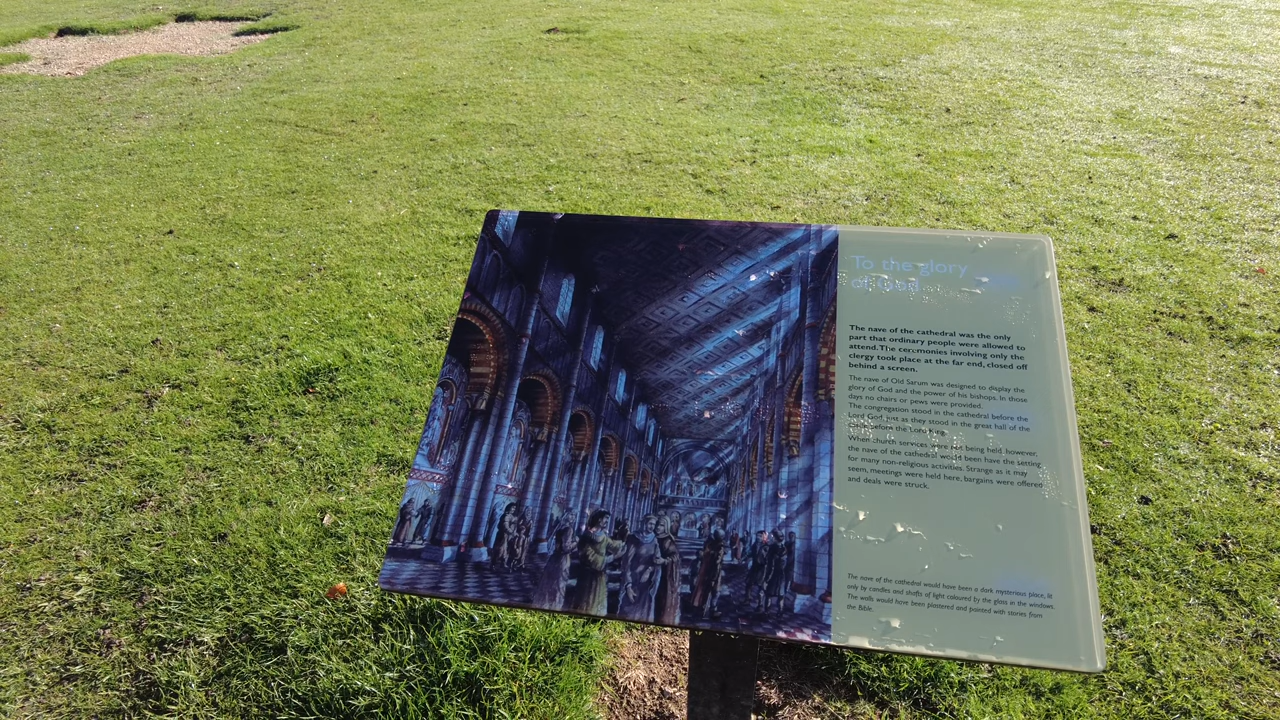 To the glory
of God
The nave of the cathedral was the only
part that ordinary people were allowed to
attend. The ceremonies involving only the
clergy took place at the far end, closed off
behind a screen.
The nave of Old Sarum was designed to display the
glory of God and the power of his bishops. In those
days no chairs or pews were provided.
The congregation stood in the cathedral before the
Lord God, just as they stood in the great hall of the
castle before the Lord King.
When church services were not being held, however,
the nave of the cathedral would been have the setting
for many non-religious activities. Strange as it may
seem, meetings were held here, bargains were offered
and deals were struck.
The nave of the cathedral would have been a dark mysterious place, lit
only by candles and shafts of light coloured by the glass in the windows.
The walls would have been plastered and painted with stories from
the Bible.